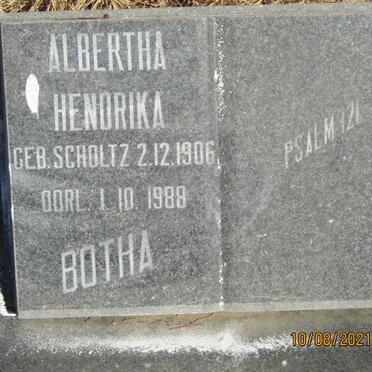 ALBERTHA
HENDRIKA
GEB. SCHOLTZ 2.12.1906
OORL. 1.10.1988
BOTHA
PSALM 121
10/08/2021